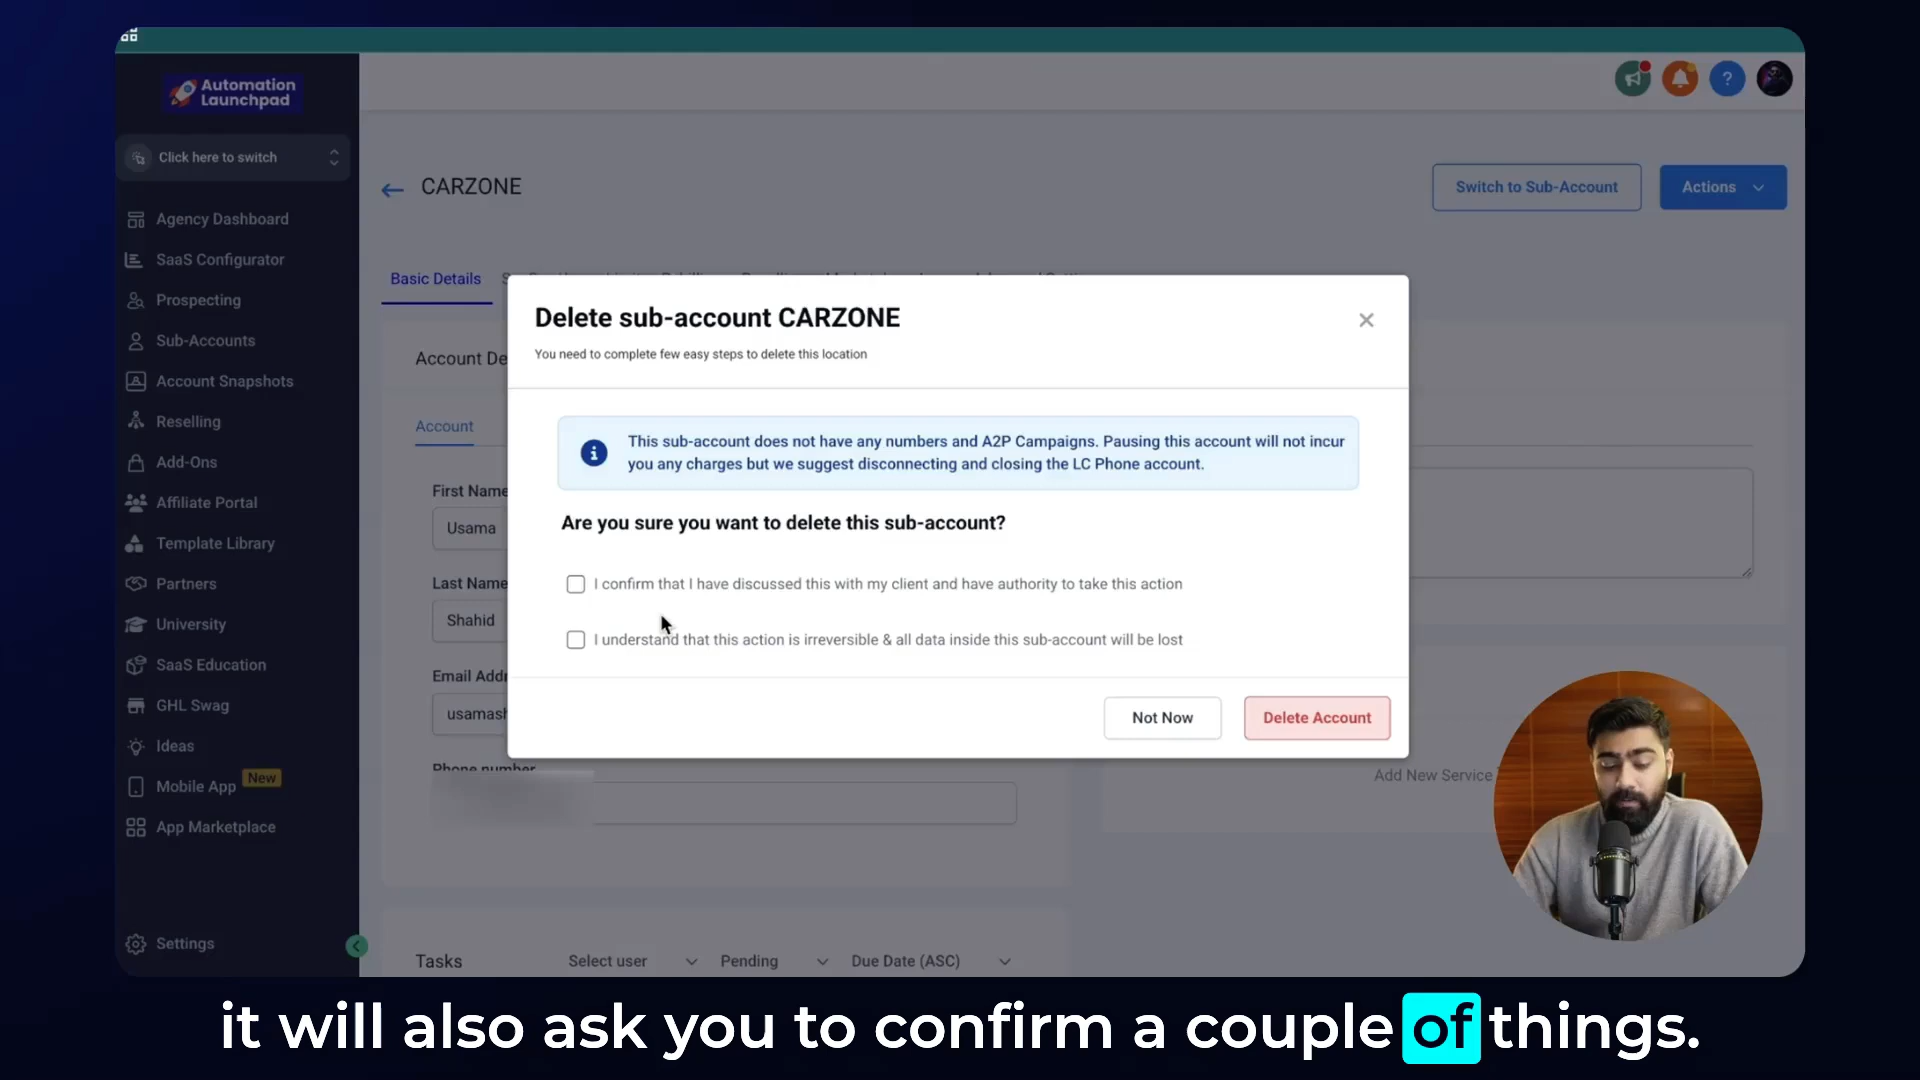 Automation
Launchpad
Click here to switch
Agency Dashboard
SaaS Configurator
Prospecting
Sub-Accounts
Account Snapshots
Reselling
Add-Ons
Affiliate Portal
Template Library
Partners
University
SaaS Education
GHL Swag
Ideas
Mobile App New
App Marketplace
Settings
CARZONE
Switch to Sub-Account
Actions
Basic Details
Account De
Account
First Name
Usama
Last Name
Shahid
Email Addr
usamash
Phone number
Delete sub-account CARZONE
You need to complete few easy steps to delete this location
This sub-account does not have any numbers and A2P Campaigns. Pausing this account will not incur
you any charges but we suggest disconnecting and closing the LC Phone account.
Are you sure you want to delete this sub-account?
I confirm that I have discussed this with my client and have authority to take this action
I understand that this action is irreversible & all data inside this sub-account will be lost
Not Now
Delete Account
Add New Service
Tasks
Select user
Pending
Due Date (ASC)
it will also ask you to confirm a couple of things.